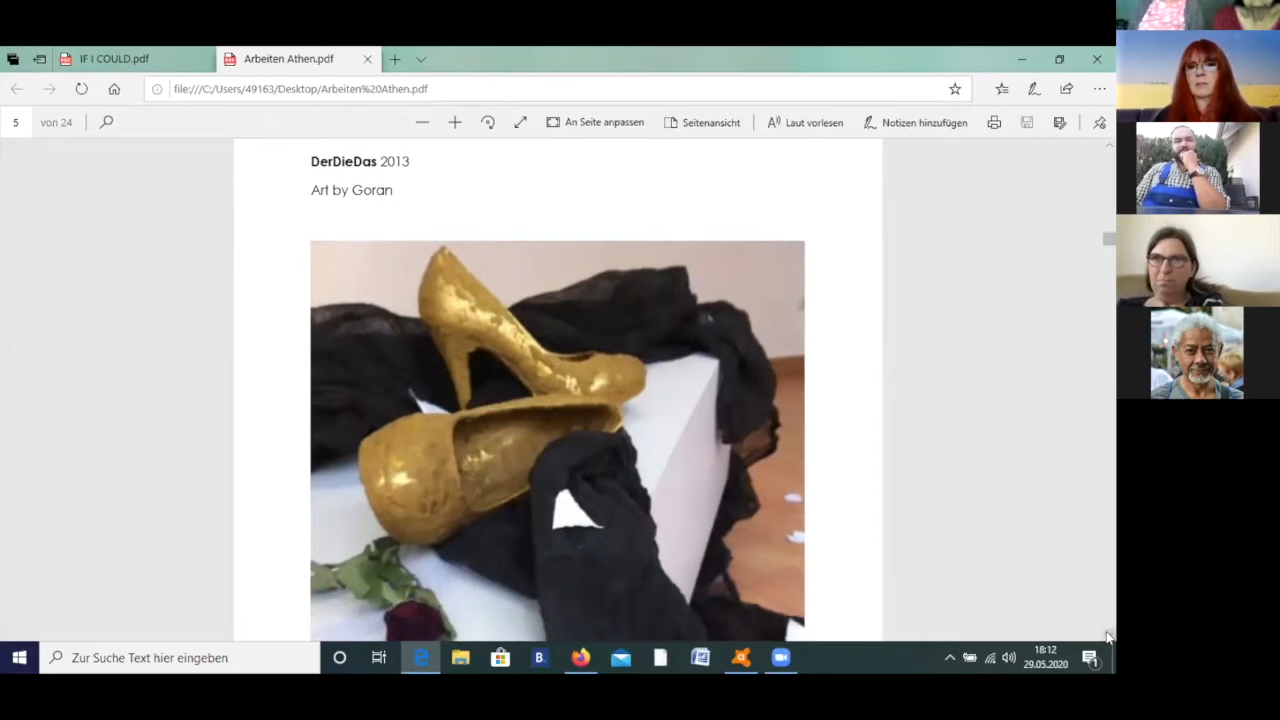 IF I COULD.pdf
Arbeiten Athen.pdf
file:///C:/Users/49163/Desktop/Arbeiten%20Athen.pdf
5 von 24
An Seite anpassen
Seitenansicht
Laut vorlesen
Notizen hinzufügen
DerDieDas 2013
Art by Goran
Zur Suche Text hier eingeben
B.
18:12
29.05.2020
1